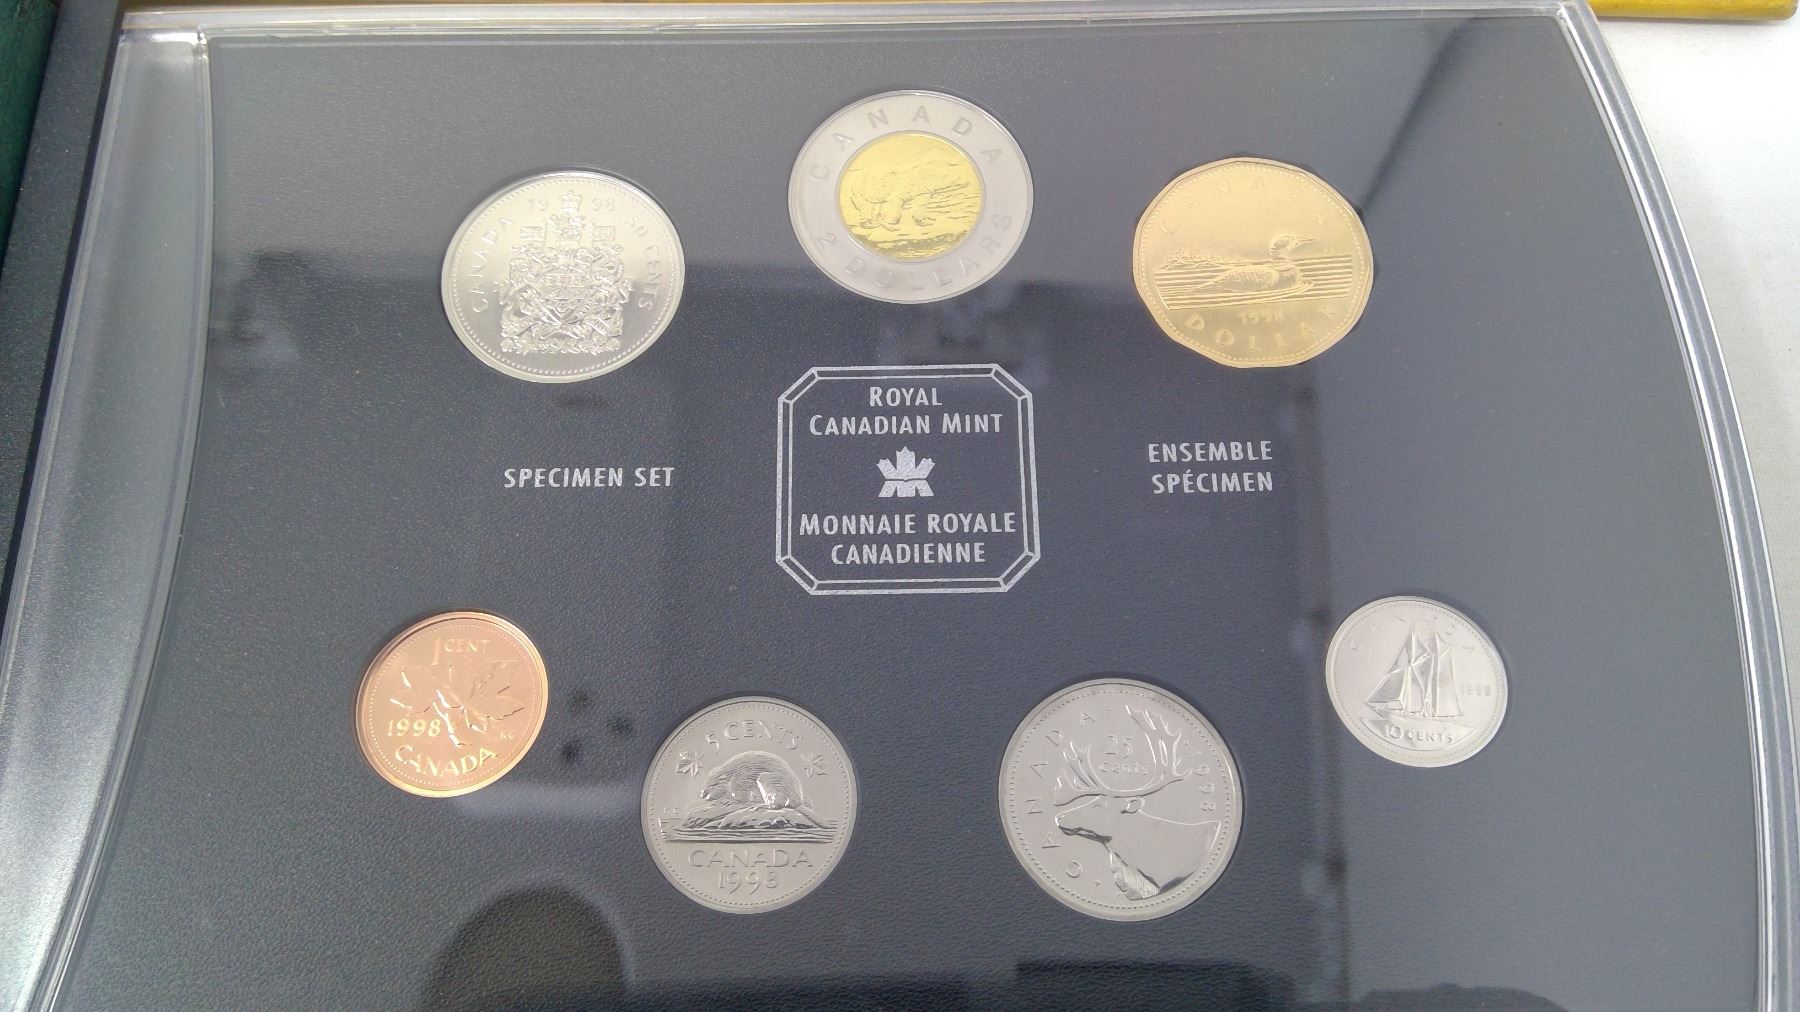 CANADA
2 DOLLARS
CANADA 1998 50 CENTS
CANADA
1998
DOLLAR
ROYAL
CANADIAN MINT
MONNAIE ROYALE
CANADIENNE
SPECIMEN SET
ENSEMBLE
SPÉCIMEN
1 CENT
1998
CANADA
5 CENTS
CANADA
1998
CANADA 1998
25
cents
CANADA
1998
10 CENTS